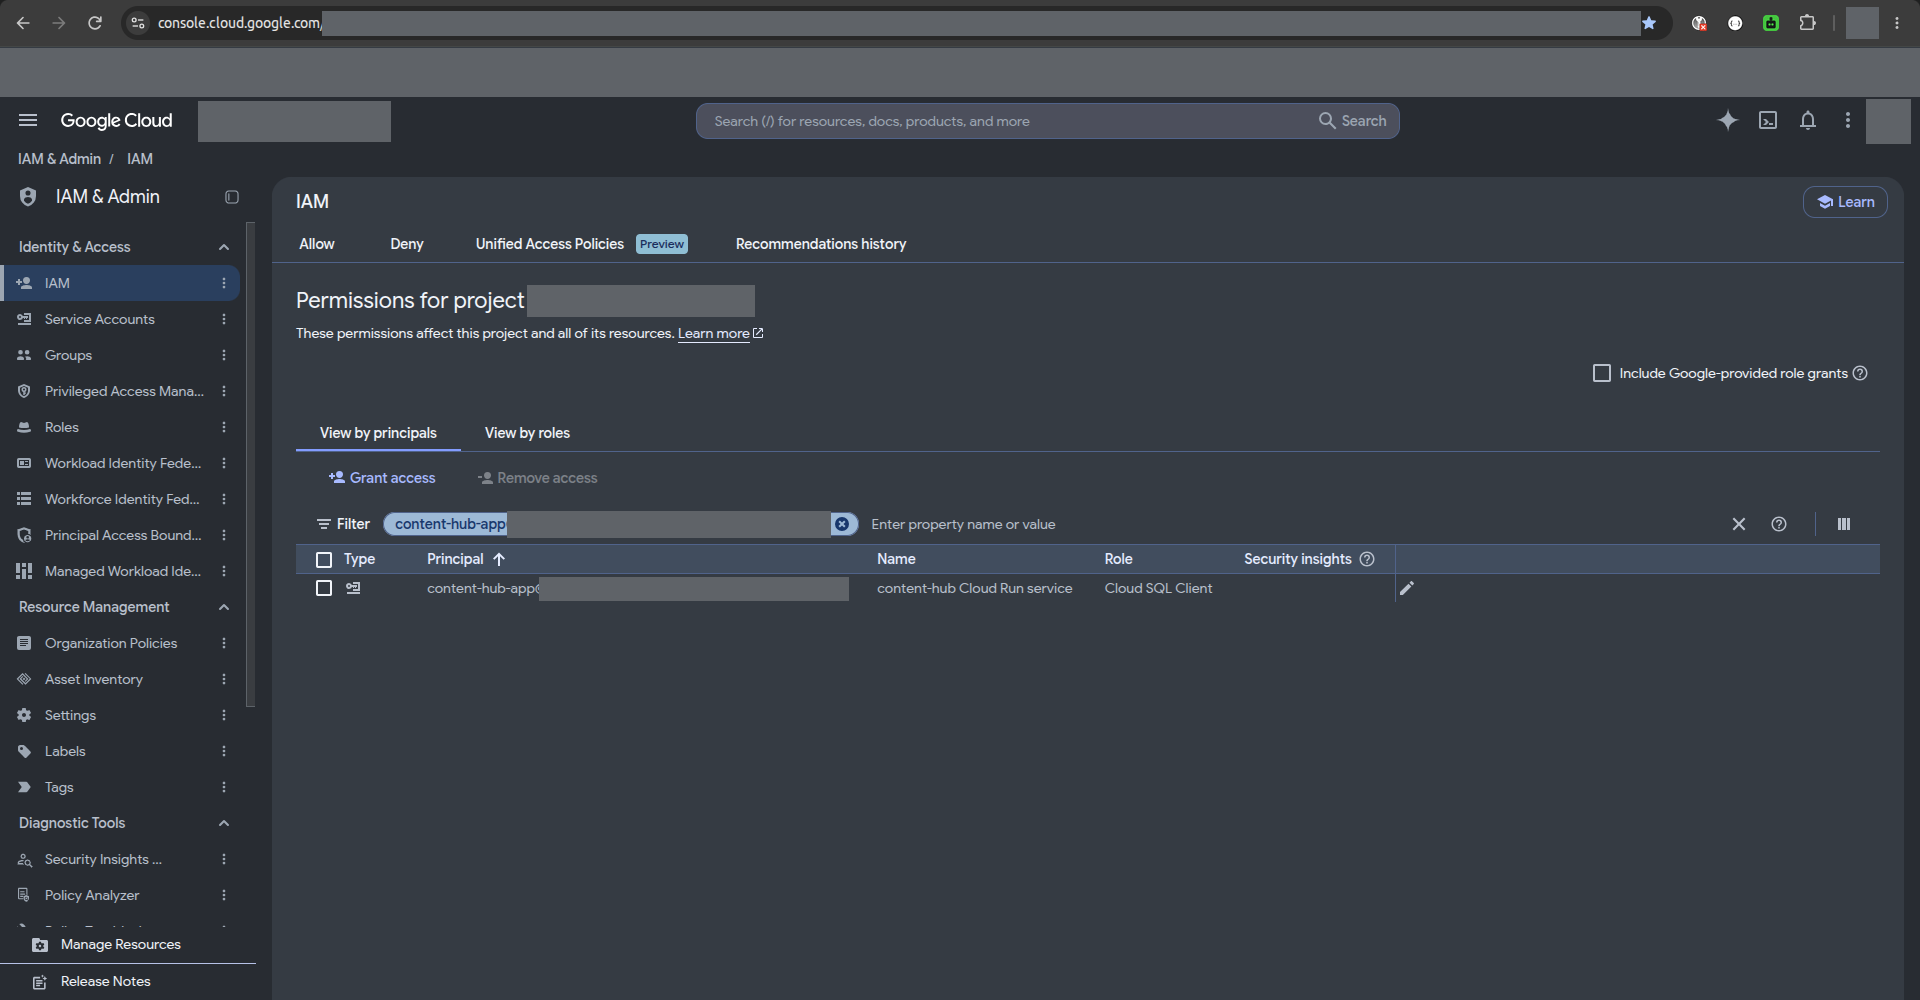 console.cloud.google.com/
Google Cloud
Search (/) for resources, docs, products, and more
Search
IAM & Admin / IAM
IAM & Admin
Identity & Access
IAM
Service Accounts
Groups
Privileged Access Mana...
Roles
Workload Identity Fede...
Workforce Identity Fed...
Principal Access Bound...
Managed Workload Ide...
Resource Management
Organization Policies
Asset Inventory
Settings
Labels
Tags
Diagnostic Tools
Security Insights ...
Policy Analyzer
Manage Resources
Release Notes
IAM
Learn
Allow Deny Unified Access Policies Preview Recommendations history
Permissions for project
These permissions affect this project and all of its resources. Learn more
Include Google-provided role grants
View by principals View by roles
Grant access Remove access
Filter content-hub-app Enter property name or value
Type Principal Name Role Security insights
content-hub-app@ content-hub Cloud Run service Cloud SQL Client